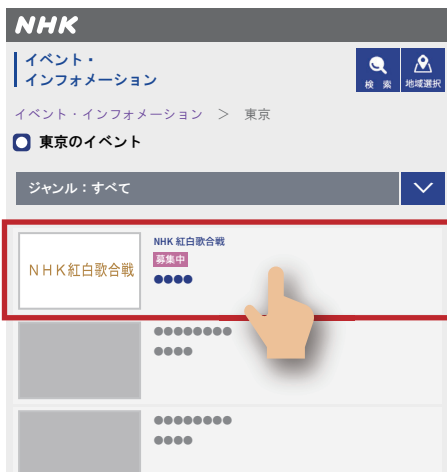 NHK
イベント・
インフォメーション
検 索
地域選択
イベント・インフォメーション ＞ 東京
東京のイベント
ジャンル：すべて
ＮＨＫ紅白歌合戦
NHK 紅白歌合戦
募集中
●●●●
●●●●●●●●
●●●●
●●●●●●●●
●●●●